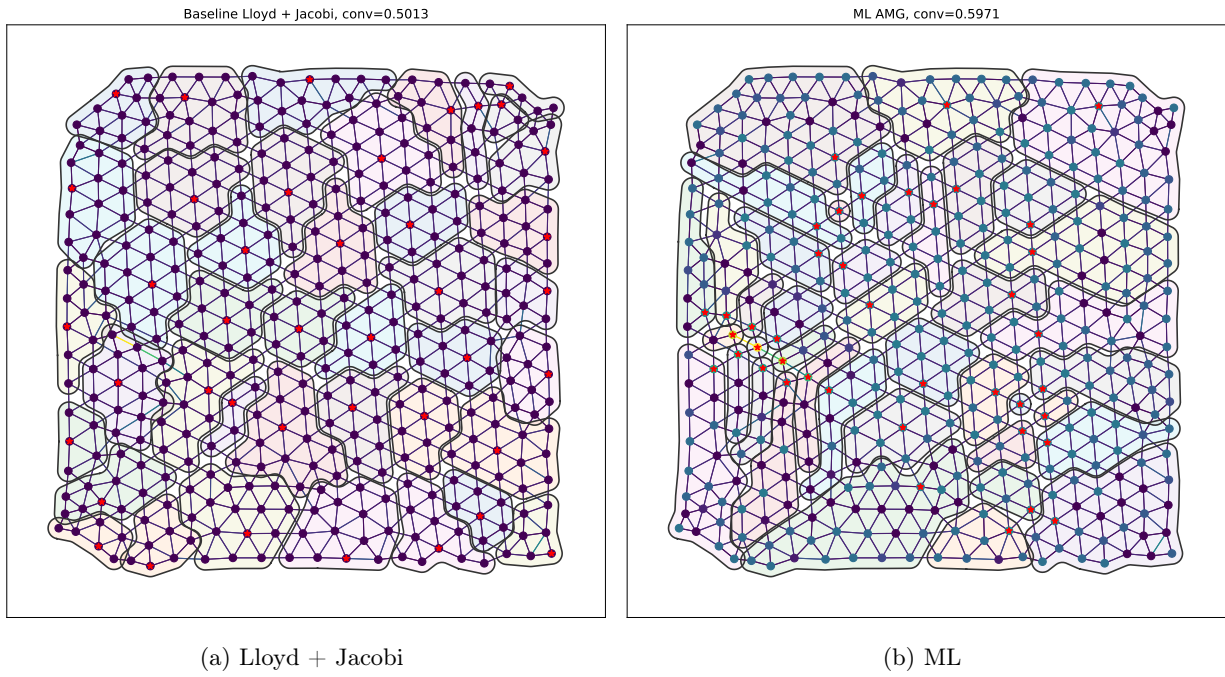 Baseline Lloyd + Jacobi, conv=0.5013
ML AMG, conv=0.5971
(a) Lloyd + Jacobi
(b) ML